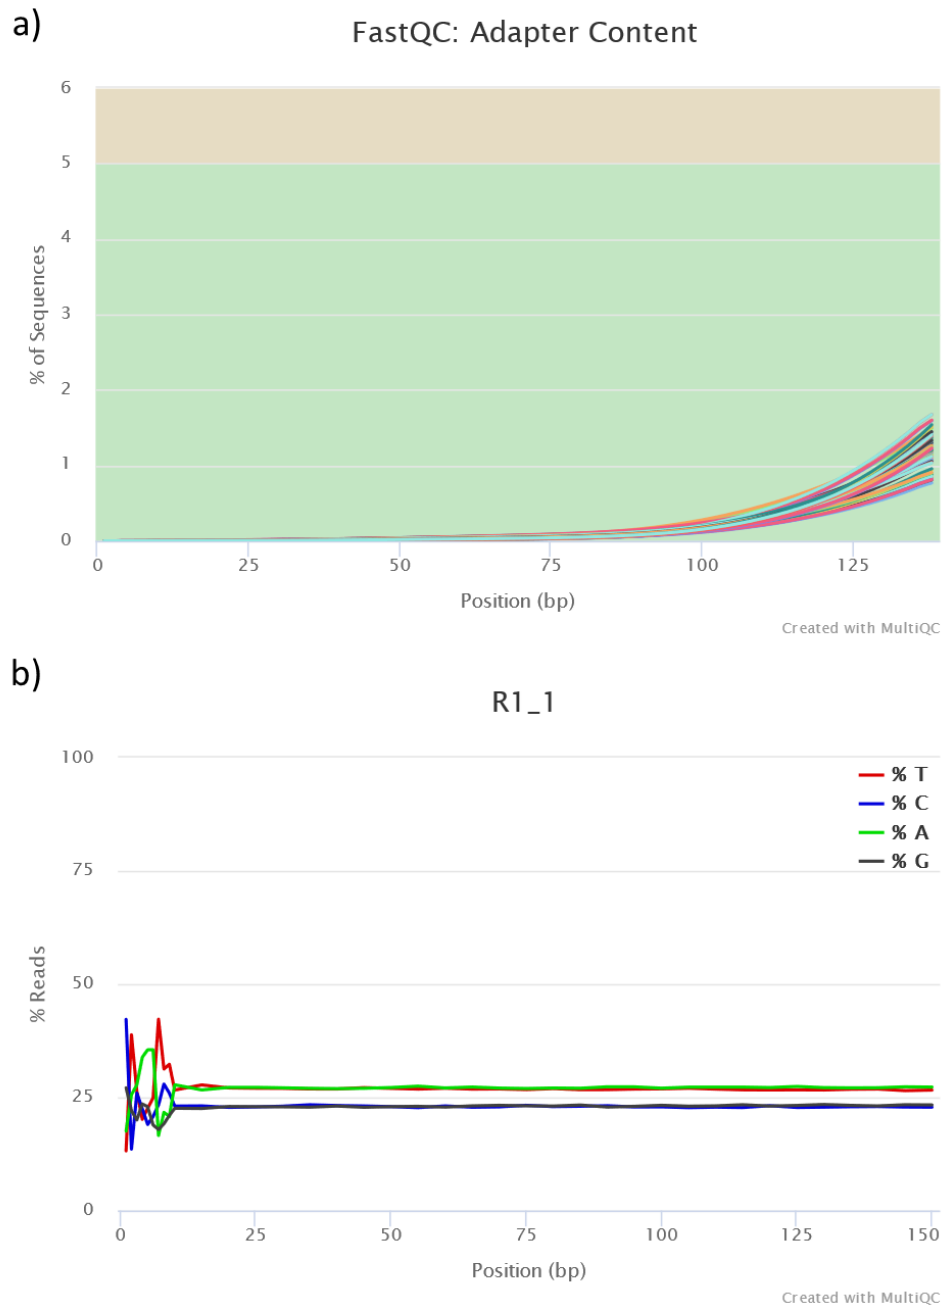 a)
FastQC: Adapter Content
6
5
4
3
2
1
0
% of Sequences
0 25 50 75 100 125
Position (bp)
Created with MultiQC
b)
R1_1
100
75
50
25
0
% Reads
% T
% C
% A
% G
0 25 50 75 100 125 150
Position (bp)
Created with MultiQC